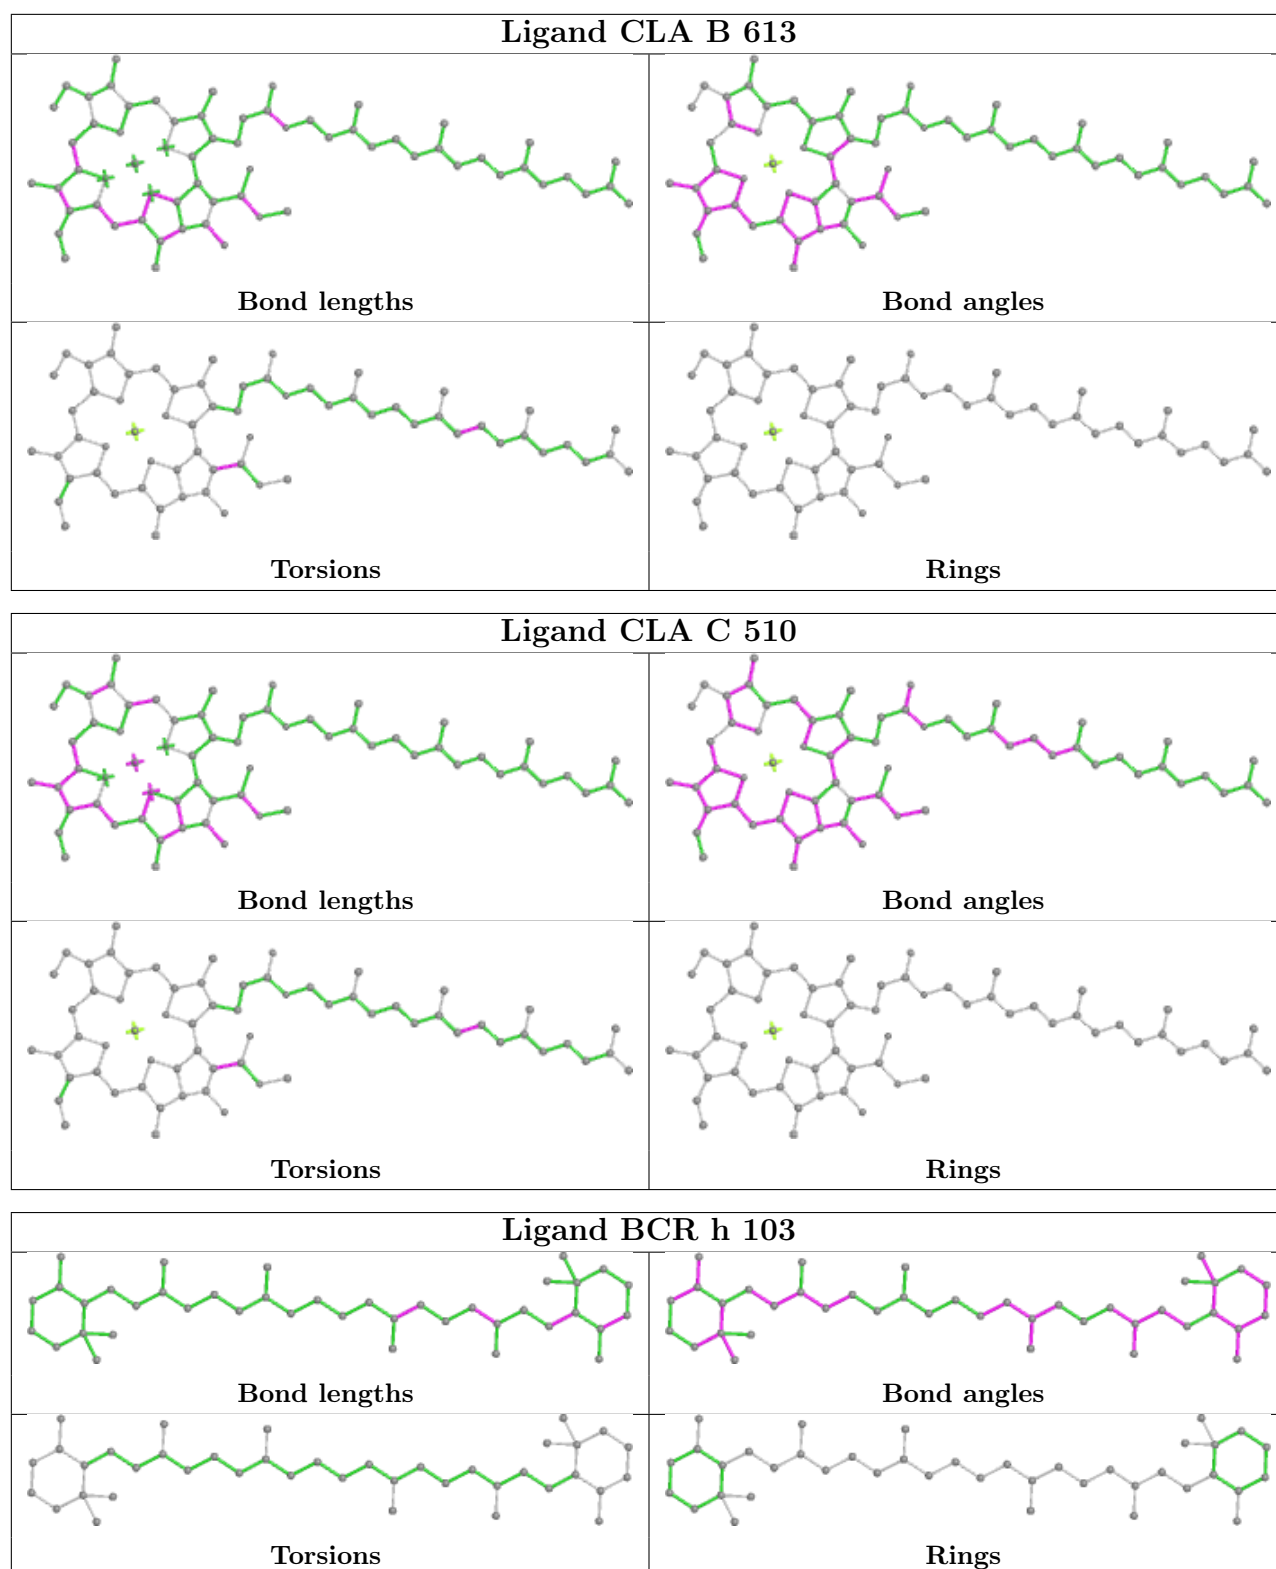 Ligand CLA B 613
Bond lengths
Bond angles
Torsions
Rings
Ligand CLA C 510
Bond lengths
Bond angles
Torsions
Rings
Ligand BCR h 103
Bond lengths
Bond angles
Torsions
Rings